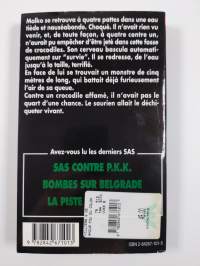 Malko se retrouva à quatre pattes dans une eau
tiède et nauséabonde. Choqué. Il n'avait rien vu
venir, et, de toute façon, à quatre contre un,
n'aurait pu empêcher d'être jeté dans cette fosse
de crocodiles. Son cerveau bascula automatique-
ment sur "survie". Il se redressa, de l'eau
jusqu'à la taille, terrifié.
En face de lui se trouvait un monstre de cinq
mètres de long, qui battait déjà furieusement
l'air de sa queue.
Contre un crocodile affamé, il n'avait pas le
quart d'une chance. Le saurien allait le déchi-
queter vivant.
Avez-vous lu les derniers SAS
SAS CONTRE P.K.K.
BOMBES SUR BELGRADE
LA PISTE
9 782842 671013